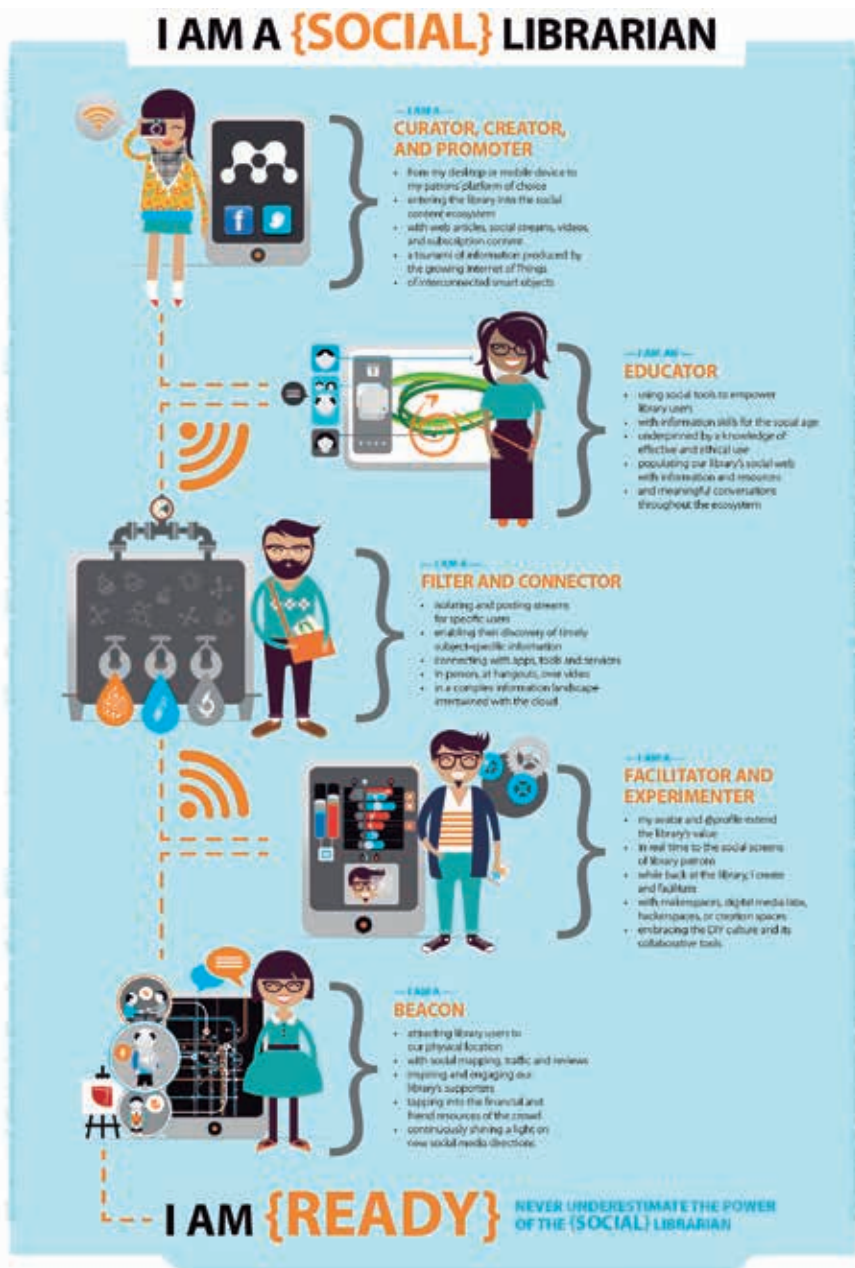 I AM A {SOCIAL} LIBRARIAN
— I AM A —
CURATOR, CREATOR,
AND PROMOTER
• from my desktop or mobile device to
my patrons' platform of choice
• entering the library into the social
content ecosystem
• with web articles, social streams, videos,
and subscription content
• a tsunami of information produced by
the growing Internet of Things
• of interconnected smart objects
f
— I AM AN —
EDUCATOR
• using social tools to empower
library users
• with information skills for the social age
• underpinned by a knowledge of
effective and ethical use
• populating our library's social web
with information and resources
• and meaningful conversations
throughout the ecosystem
— I AM A —
FILTER AND CONNECTOR
• isolating and posting streams
for specific users
• enabling their discovery of timely
subject-specific information
• connecting with apps, tools and services
• in person, at hangouts, over video
• in a complex information landscape
intertwined with the cloud
— I AM A —
FACILITATOR AND
EXPERIMENTER
• my avatar and @profile extend
the library's value
• in real time to the social screens
of library patrons
• while back at the library, I create
and facilitate
• with makerspaces, digital media labs,
hackerspaces, or creation spaces
• embracing the DIY culture and its
collaborative tools
— I AM A —
BEACON
• attracting library users to
our physical location
• with social mapping, traffic and reviews
• inspiring and engaging our
library's supporters
• tapping into the financial and
friend resources of the crowd
• continuously shining a light on
new social media directions
I AM {READY}
NEVER UNDERESTIMATE THE POWER
OF THE {SOCIAL} LIBRARIAN